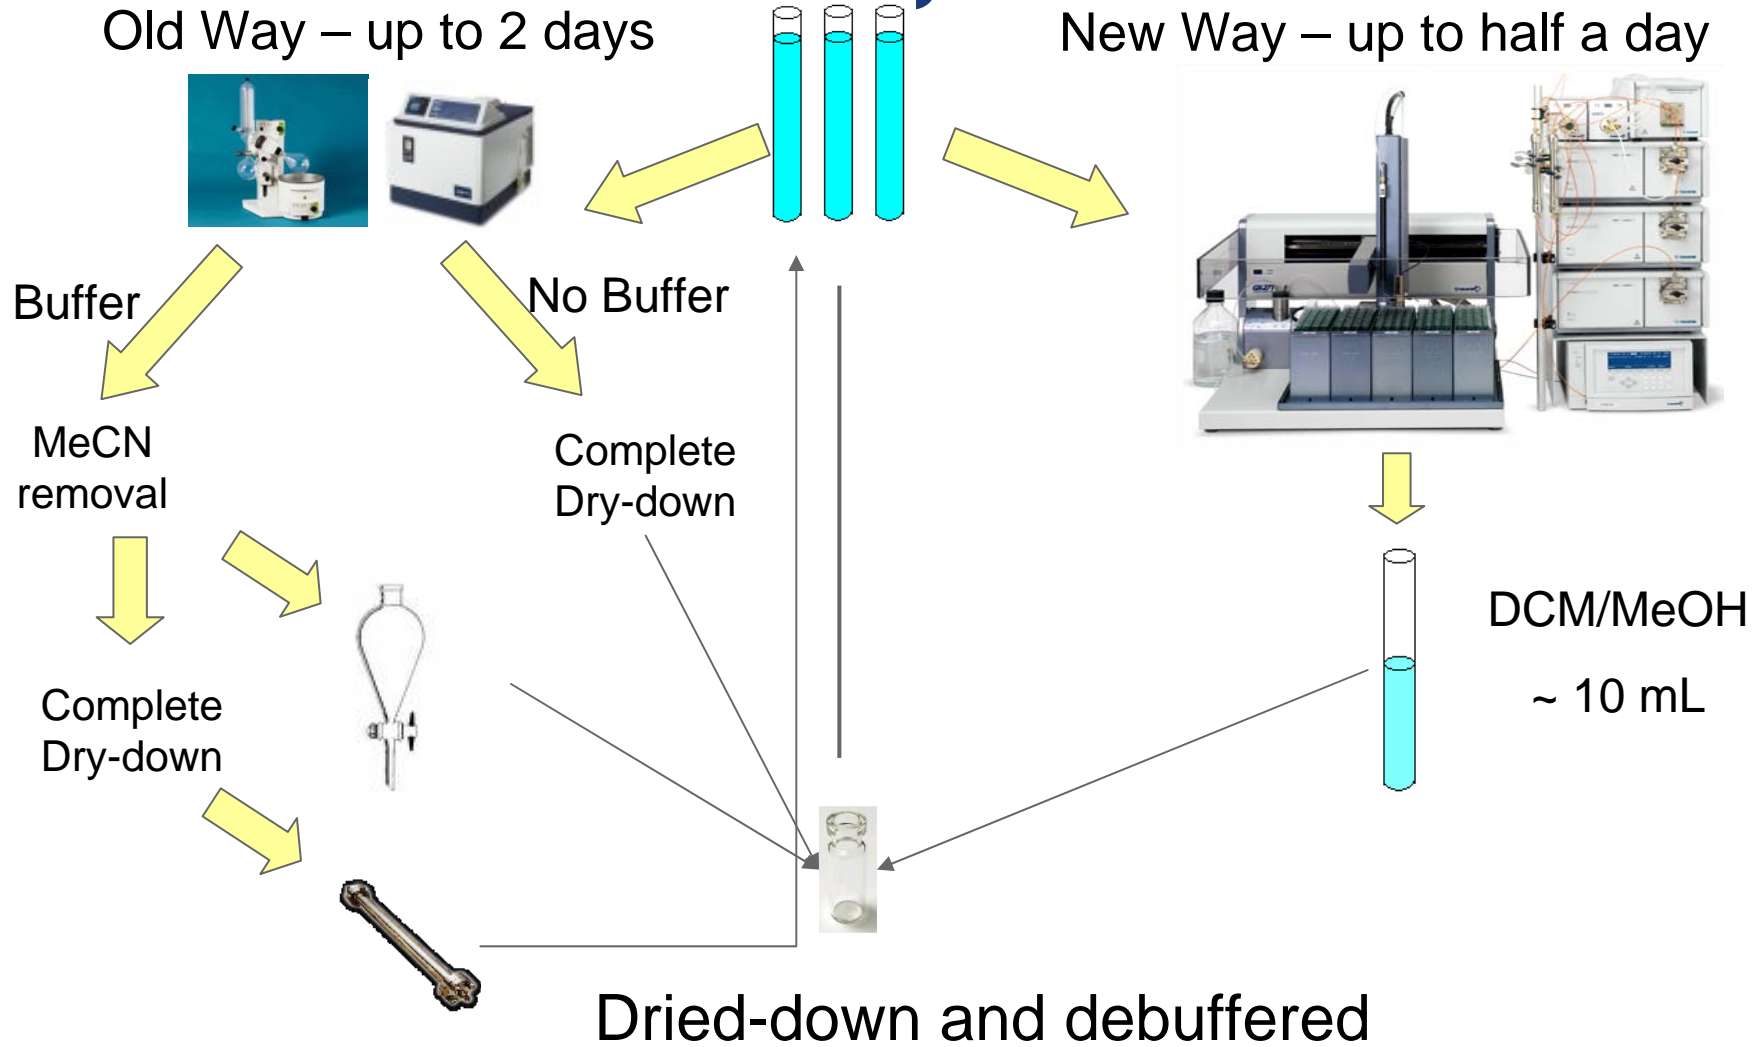 Old Way – up to 2 days
New Way – up to half a day
Buffer
No Buffer
MeCN
removal
Complete
Dry-down
Complete
Dry-down
DCM/MeOH
~ 10 mL
Dried-down and debuffered